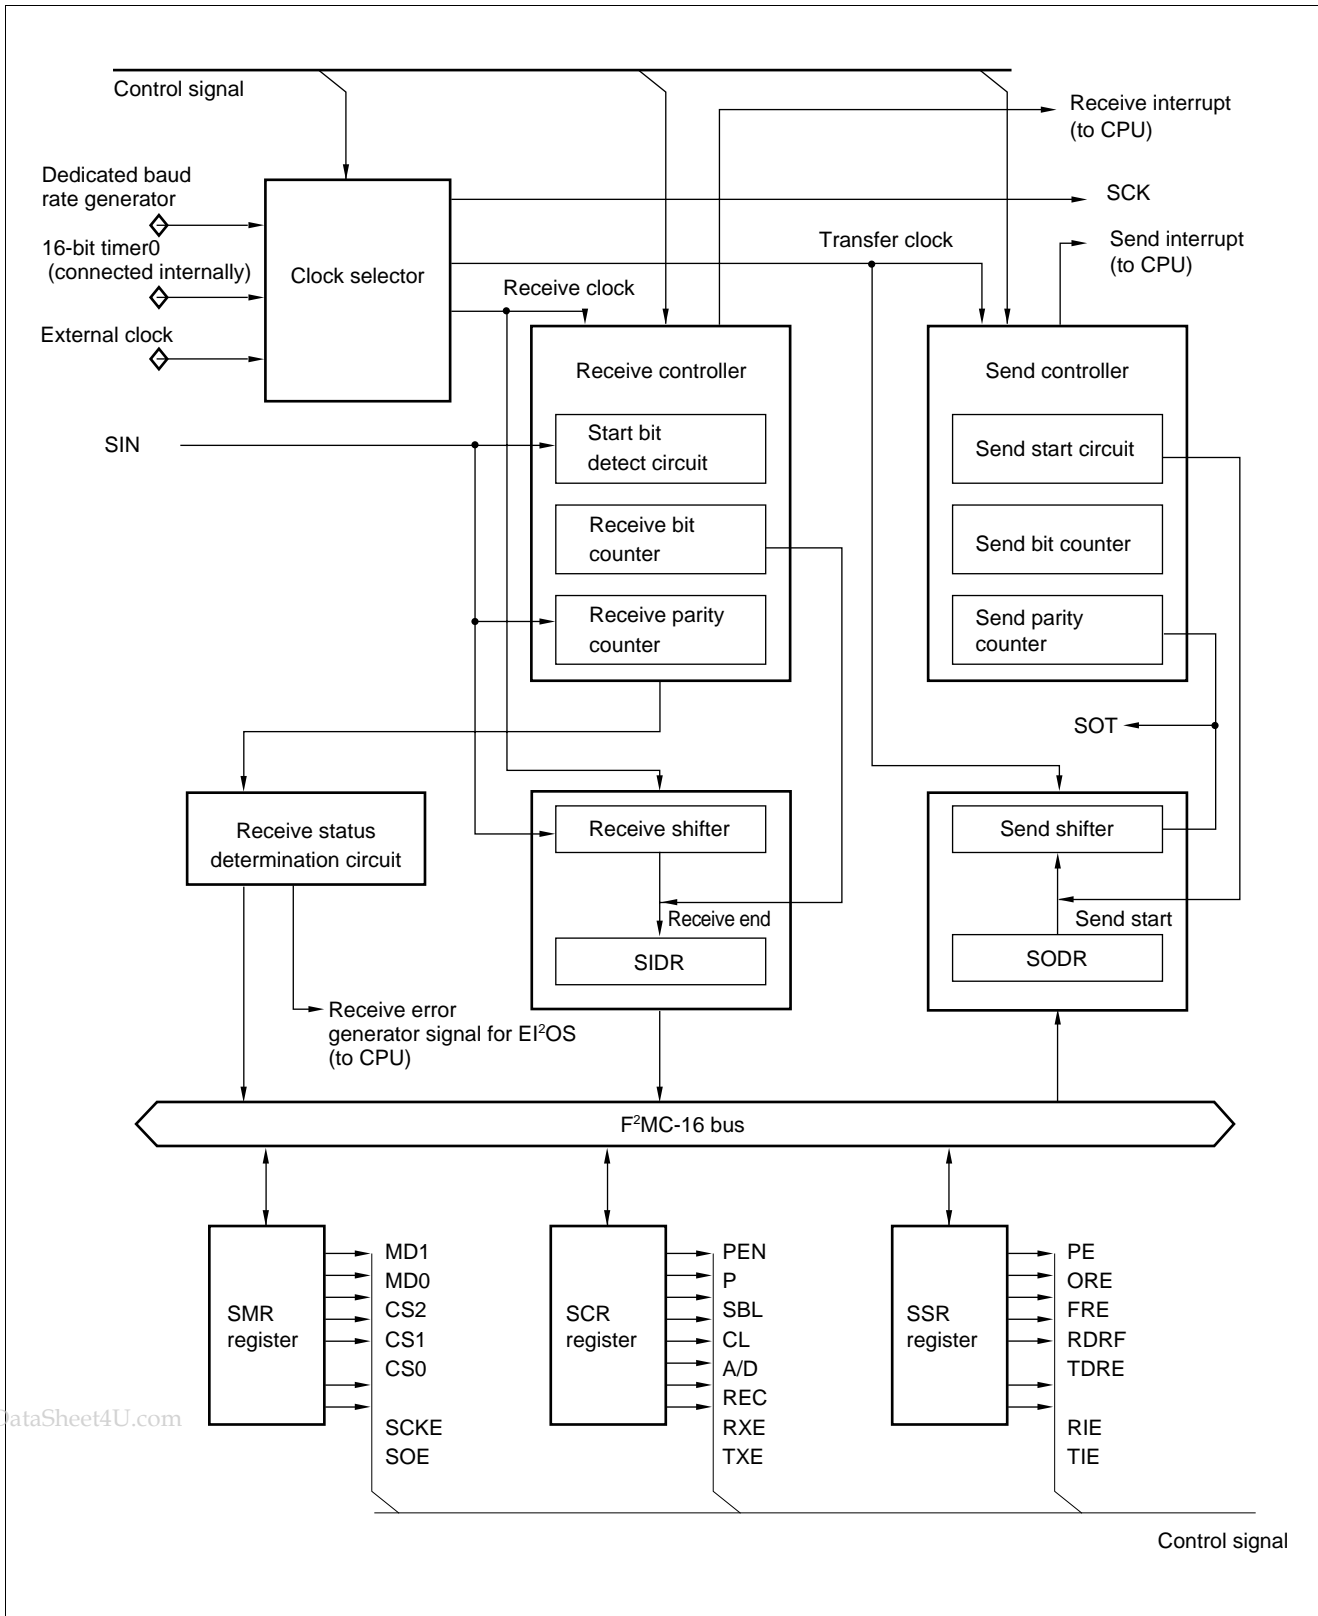 Control signal
Receive interrupt
(to CPU)
Dedicated baud
rate generator
SCK
16-bit timer0
(connected internally)
Clock selector
Transfer clock
Send interrupt
(to CPU)
Receive clock
External clock
Receive controller
Send controller
SIN
Start bit
detect circuit
Send start circuit
Receive bit
counter
Send bit counter
Receive parity
counter
Send parity
counter
SOT
Receive status
determination circuit
Receive shifter
Send shifter
Receive end
Send start
SIDR
SODR
Receive error
generator signal for EI²OS
(to CPU)
F²MC-16 bus
SMR
register
MD1
MD0
CS2
CS1
CS0
SCKE
SOE
SCR
register
PEN
P
SBL
CL
A/D
REC
RXE
TXE
SSR
register
PE
ORE
FRE
RDRF
TDRE
RIE
TIE
DataSheet4U.com
Control signal